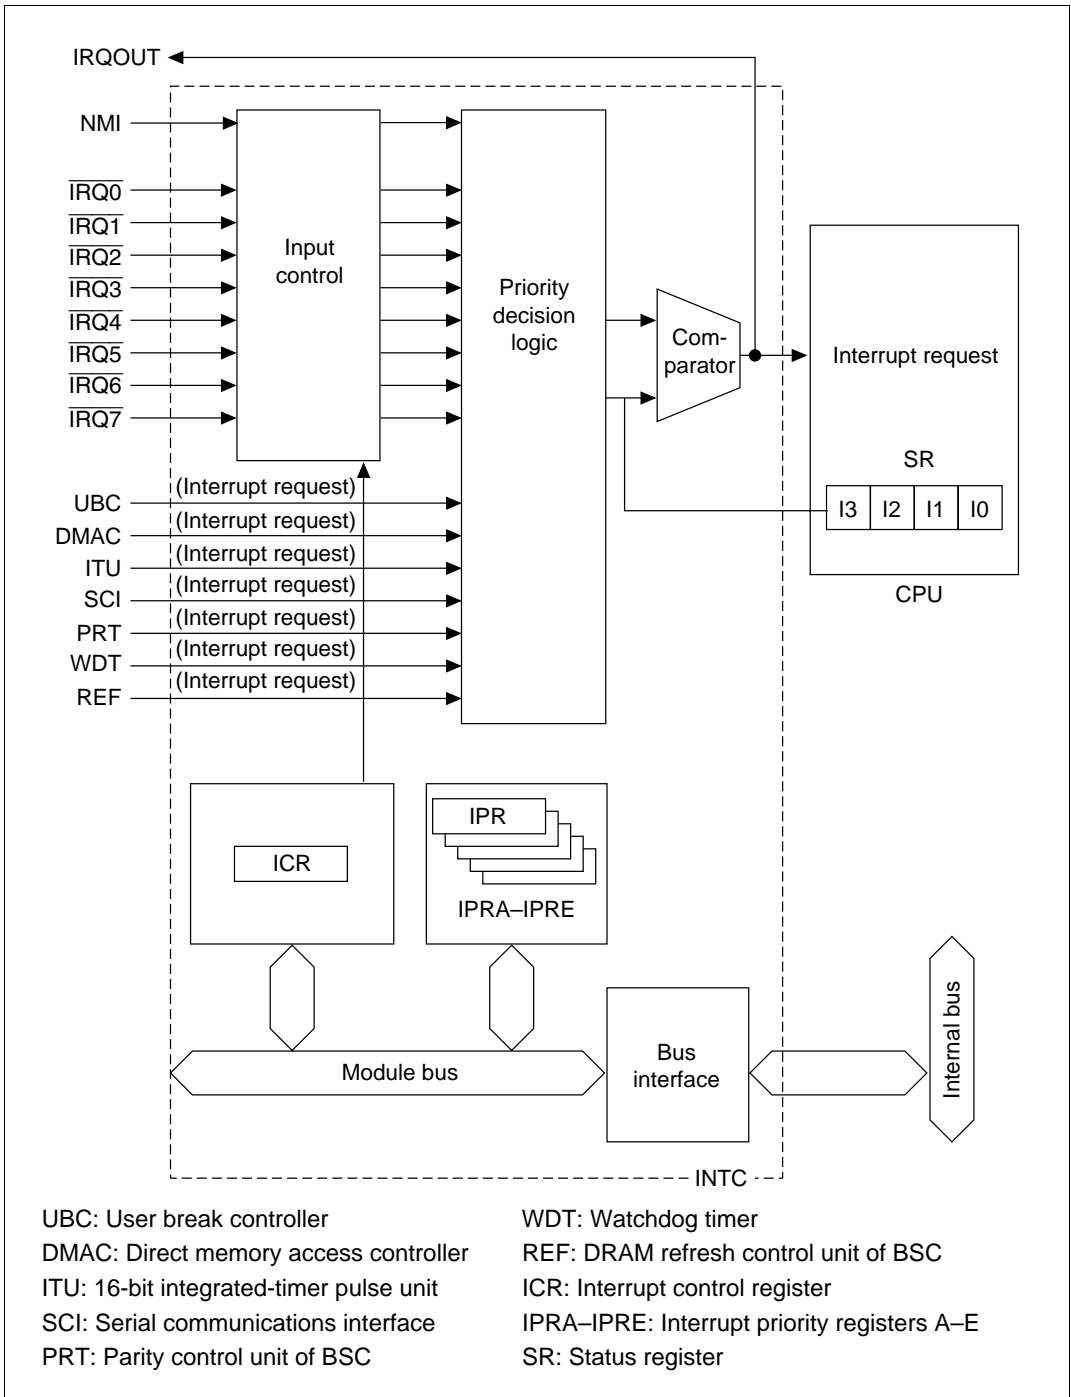 IRQOUT
NMI
IRQ0
IRQ1
IRQ2
IRQ3
IRQ4
IRQ5
IRQ6
IRQ7
Input
control
Priority
decision
logic
Com-
parator
Interrupt request
SR
I3 I2 I1 I0
CPU
UBC (Interrupt request)
DMAC (Interrupt request)
ITU (Interrupt request)
SCI (Interrupt request)
PRT (Interrupt request)
WDT (Interrupt request)
REF (Interrupt request)
ICR
IPR
IPRA–IPRE
Module bus
Bus
interface
Internal bus
INTC
UBC: User break controller
DMAC: Direct memory access controller
ITU: 16-bit integrated-timer pulse unit
SCI: Serial communications interface
PRT: Parity control unit of BSC
WDT: Watchdog timer
REF: DRAM refresh control unit of BSC
ICR: Interrupt control register
IPRA–IPRE: Interrupt priority registers A–E
SR: Status register